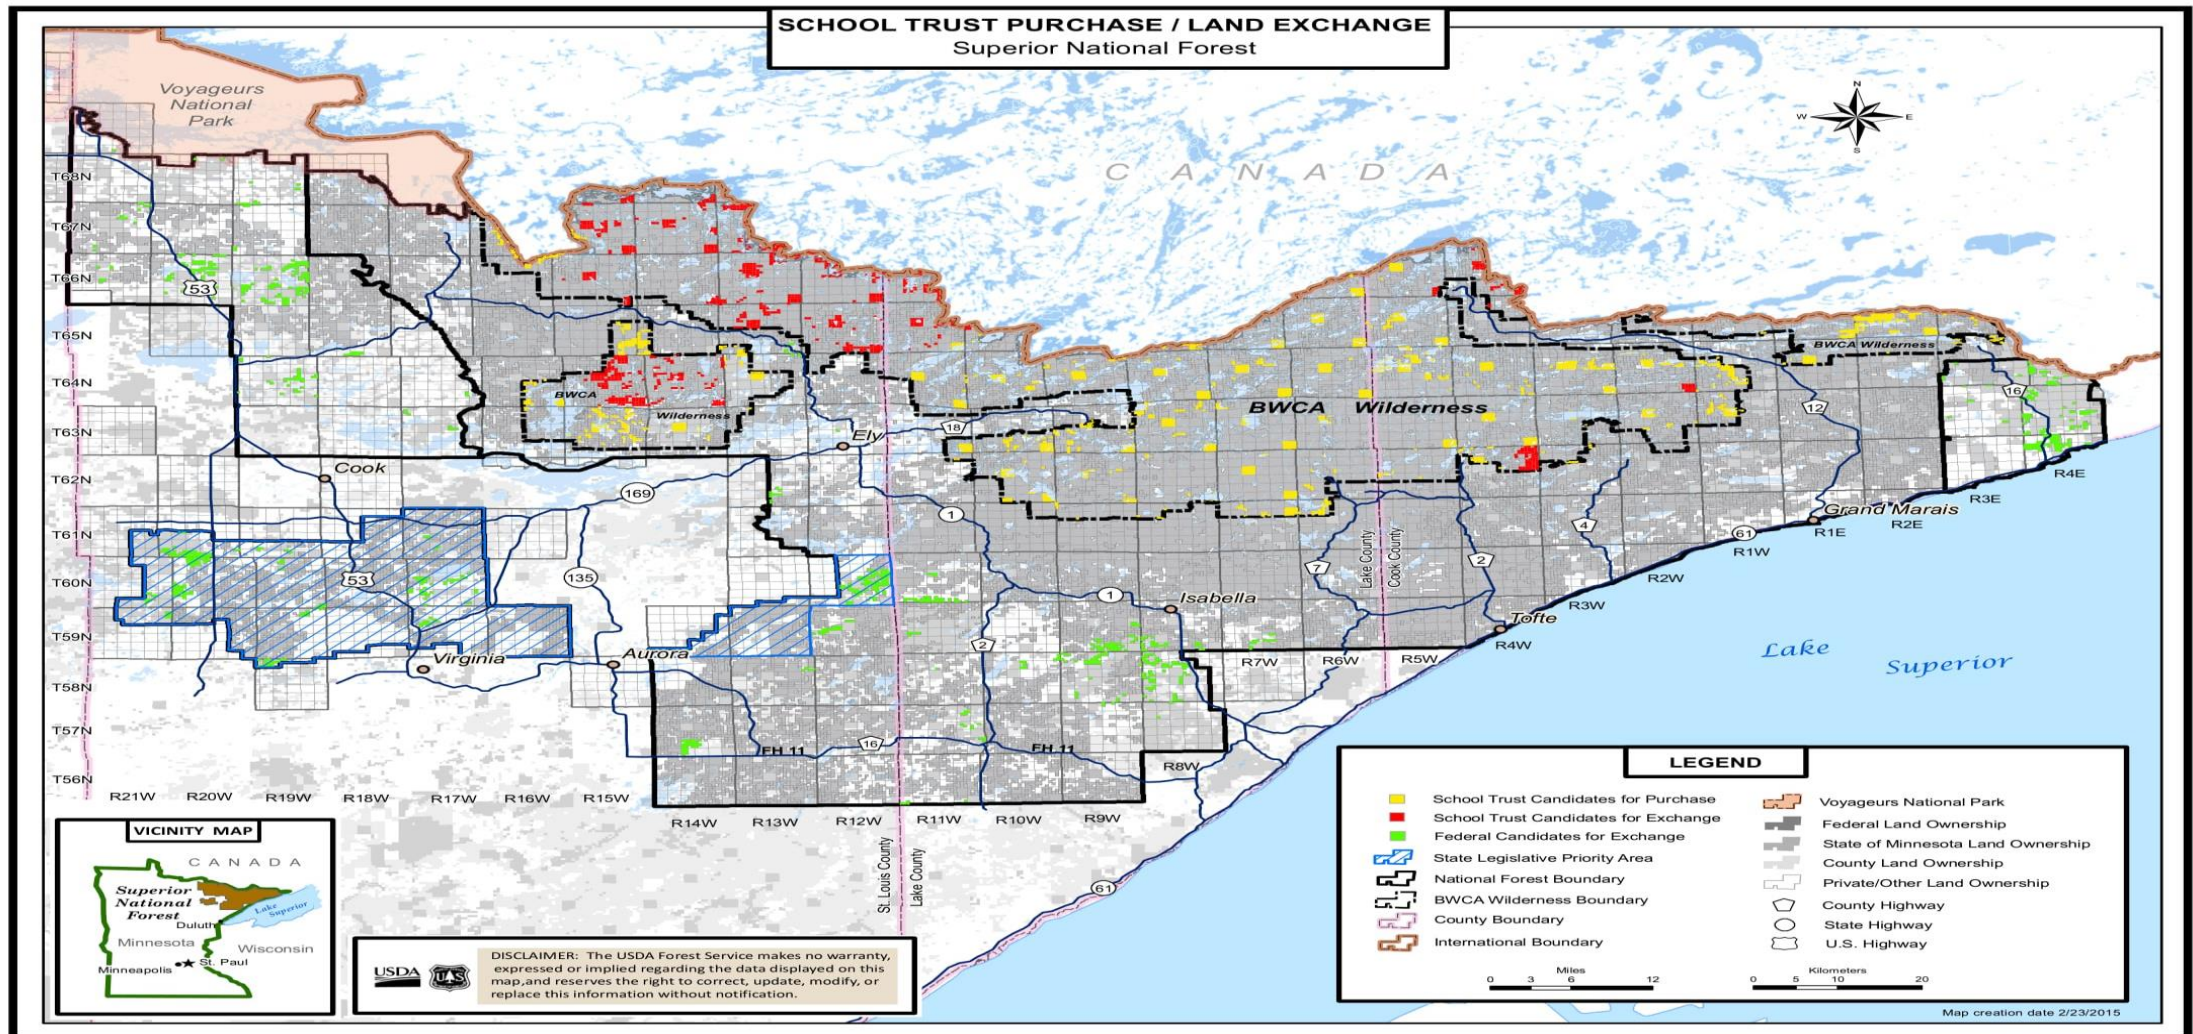 SCHOOL TRUST PURCHASE / LAND EXCHANGE
Superior National Forest
Voyageurs
National
Park
N
W
E
S
C A N A D A
T68N
T67N
T66N
T65N
T64N
T63N
T62N
T61N
T60N
T59N
T58N
T57N
T56N
53
BWCA
Wilderness
BWCA Wilderness
BWCA Wilderness
16
12
18
Ely
Cook
169
1
R4E
R3E
Grand Marais
R2E
R1E
61
R1W
4
2
7
Lake County
Cook County
53
135
R2W
1
Isabella
R3W
Tofte
R4W
2
Virginia
Aurora
R7W
R6W
R5W
Lake
Superior
FH 11
16
FH 11
R8W
R21W
R20W
R19W
R18W
R17W
R16W
R15W
R14W
R13W
R12W
R11W
R10W
R9W
St. Louis County
Lake County
61
VICINITY MAP
CANADA
Superior
National
Forest
Lake
Superior
Duluth
Minnesota
Wisconsin
Minneapolis
St. Paul
USDA
U S
DISCLAIMER: The USDA Forest Service makes no warranty,
expressed or implied regarding the data displayed on this
map,and reserves the right to correct, update, modify, or
replace this information without notification.
LEGEND
School Trust Candidates for Purchase
School Trust Candidates for Exchange
Federal Candidates for Exchange
State Legislative Priority Area
National Forest Boundary
BWCA Wilderness Boundary
County Boundary
International Boundary
Voyageurs National Park
Federal Land Ownership
State of Minnesota Land Ownership
County Land Ownership
Private/Other Land Ownership
County Highway
State Highway
U.S. Highway
Miles
0 3 6 12
Kilometers
0 5 10 20
Map creation date 2/23/2015